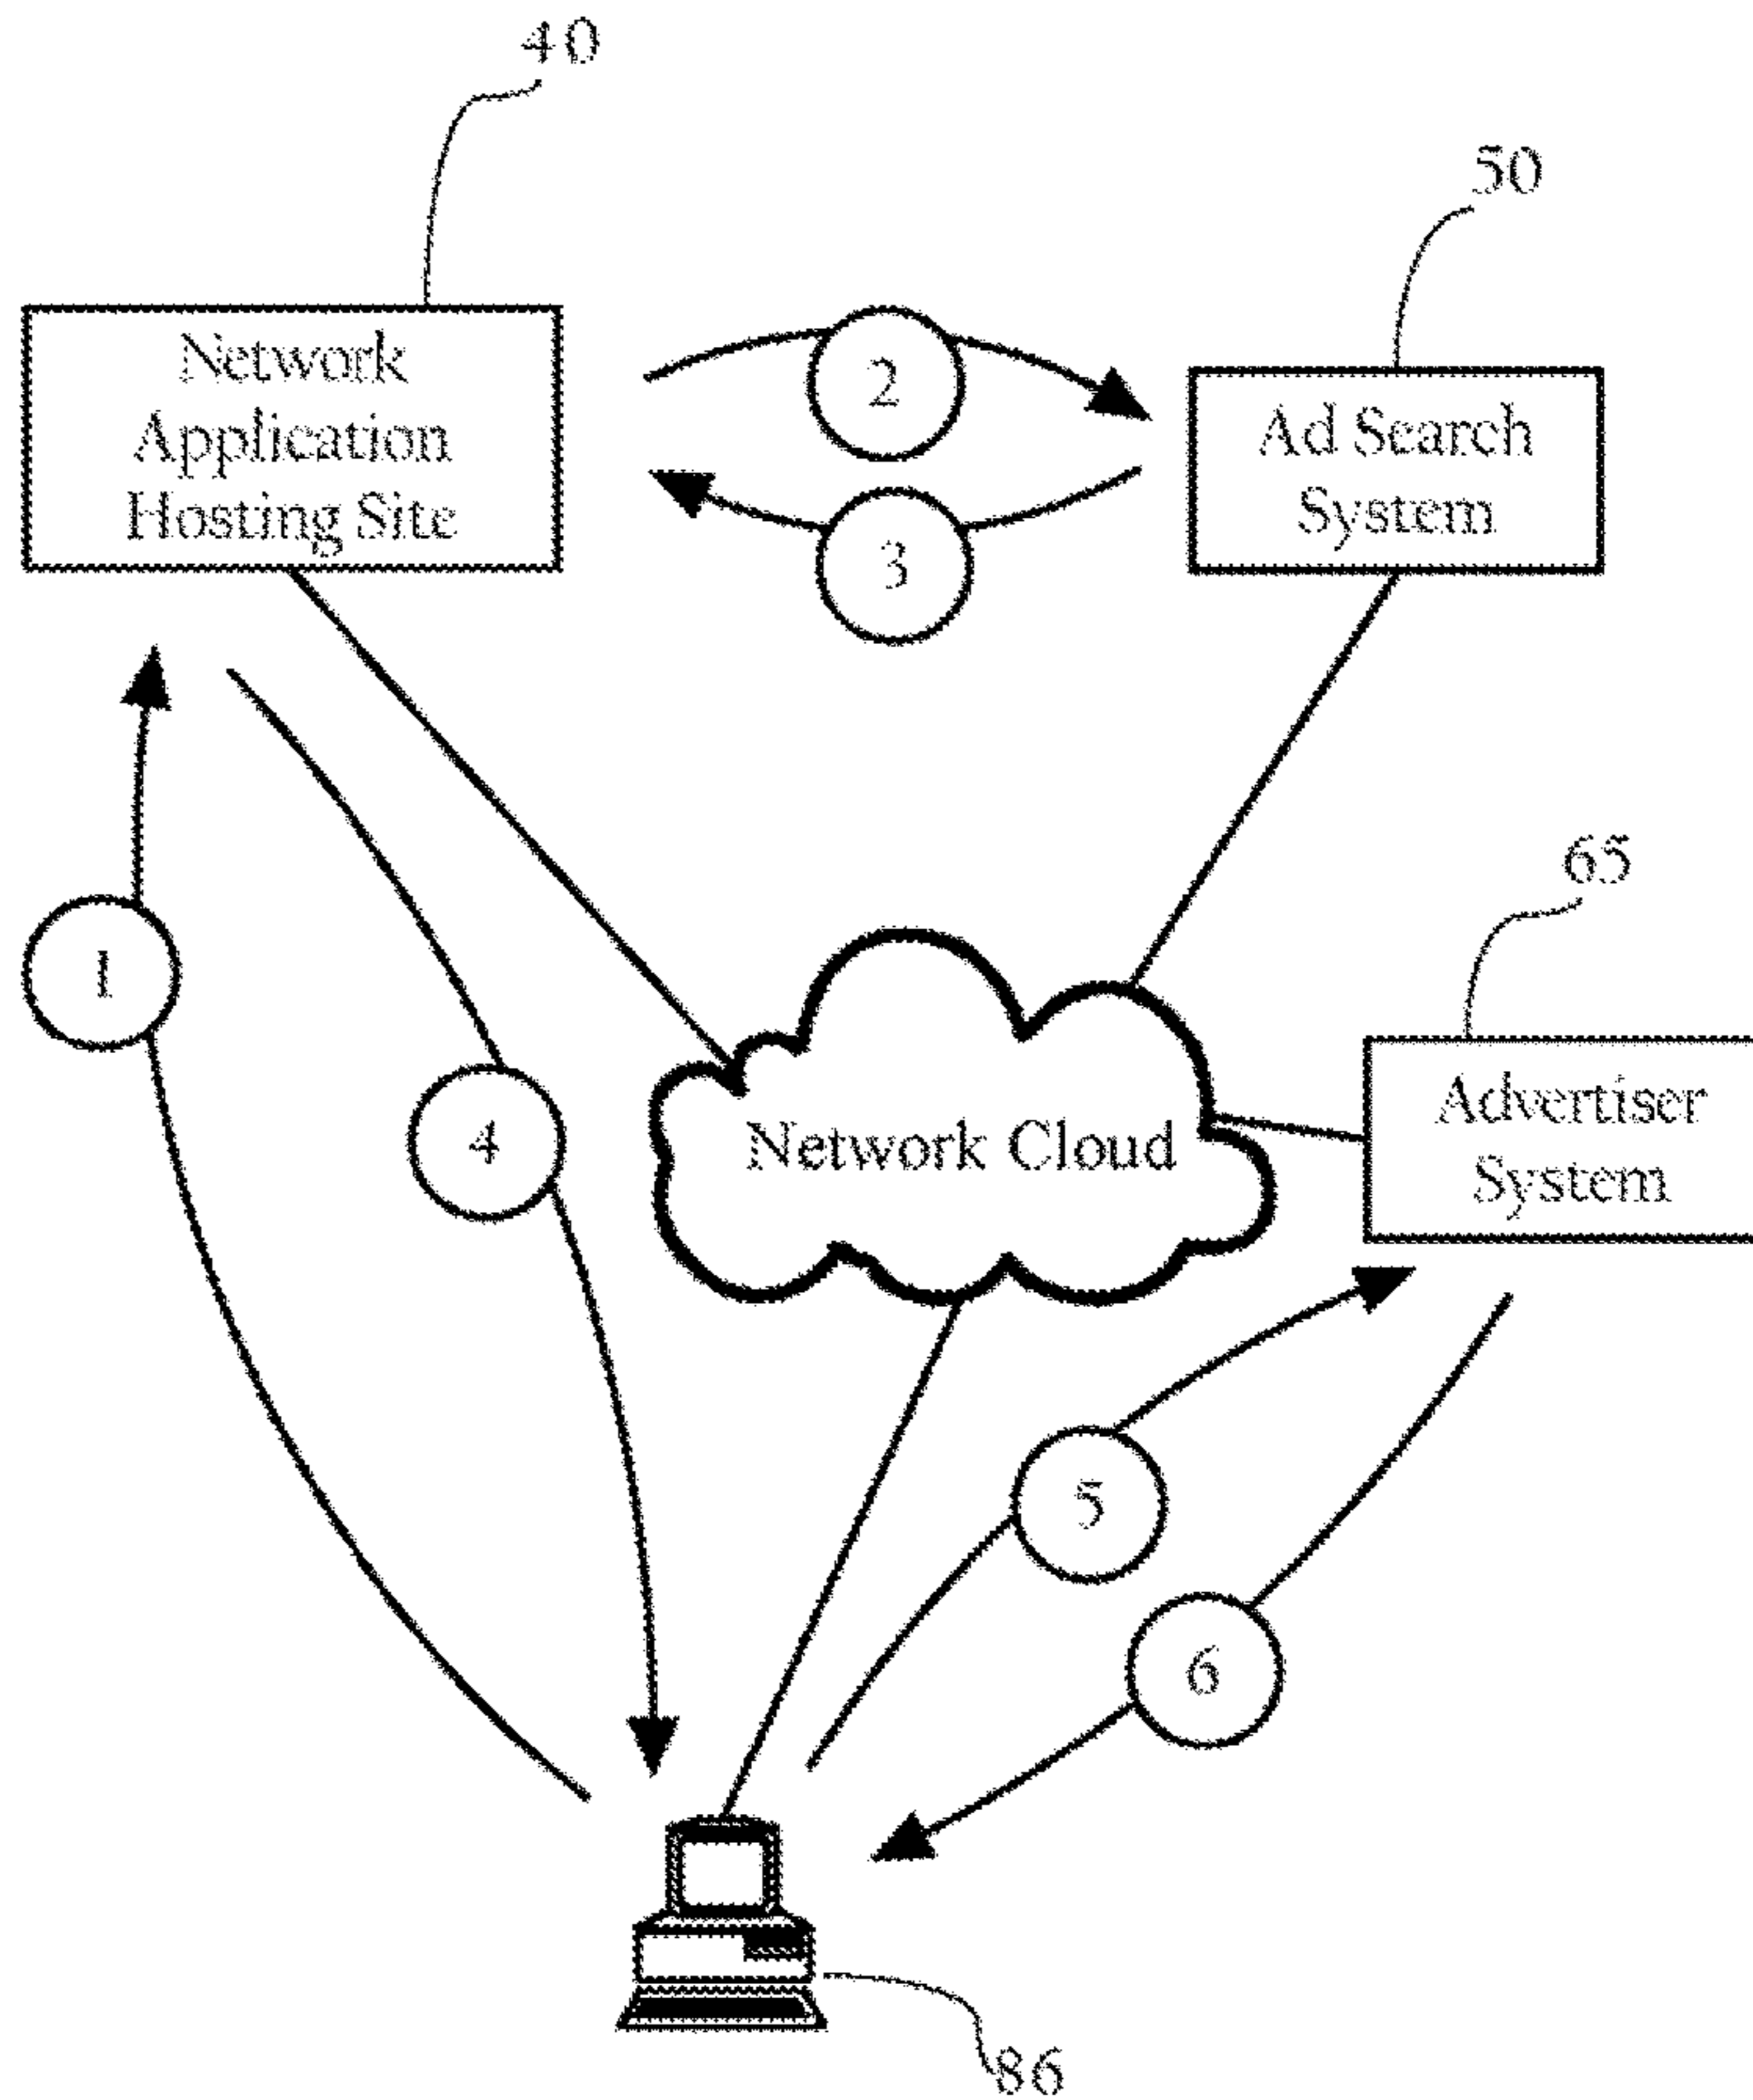 40
50
Network
Application
Hosting Site
2
Ad Search
System
3
65
1
Advertiser
System
4
Network Cloud
5
6
86